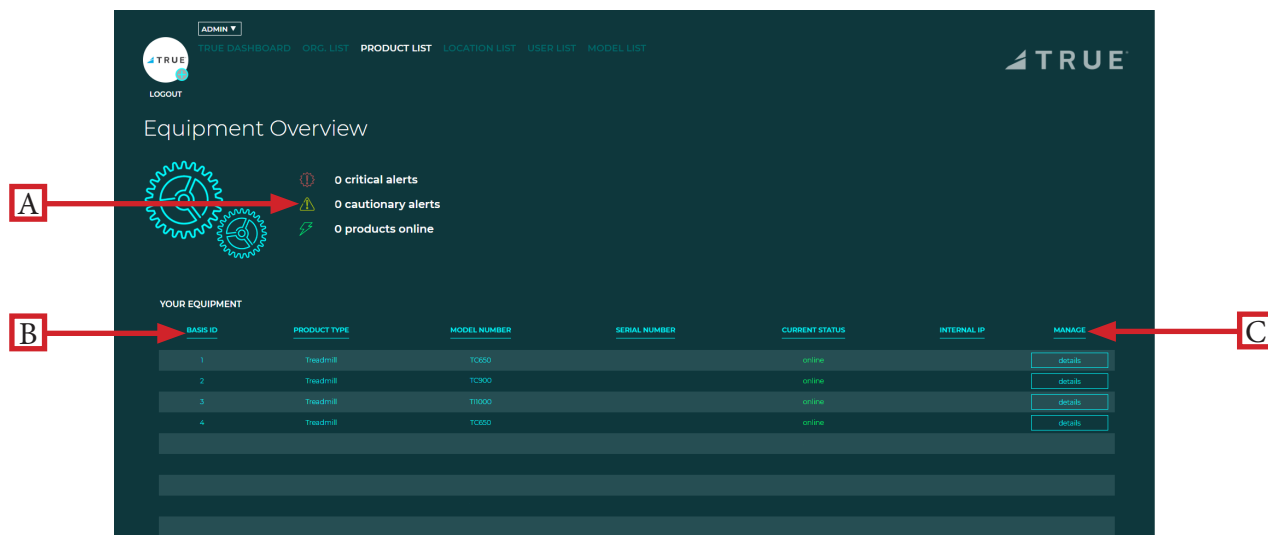 ADMIN ▼
TRUE DASHBOARD ORG. LIST PRODUCT LIST LOCATION LIST USER LIST MODEL LIST
TRUE
TRUE
LOGOUT
Equipment Overview
0 critical alerts
A
0 cautionary alerts
0 products online
YOUR EQUIPMENT
B
BASIS ID PRODUCT TYPE MODEL NUMBER SERIAL NUMBER CURRENT STATUS INTERNAL IP MANAGE
C
1 Treadmill TC650 online details
2 Treadmill TC900 online details
3 Treadmill TI1000 online details
4 Treadmill TC650 online details